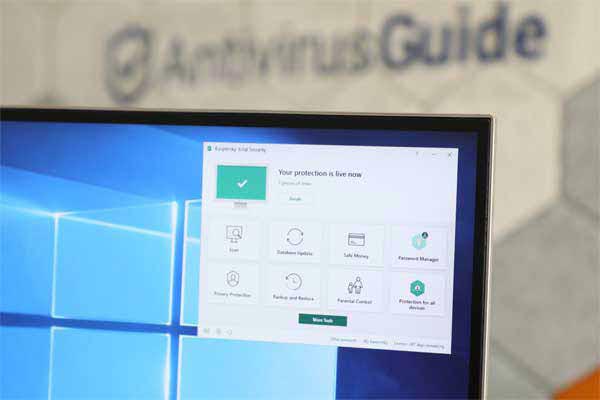 AntivirusGuide
Kaspersky Total Security
Your protection is live now
Details
Scan
Database Update
Safe Money
Password Manager
Privacy Protection
Backup and Restore
Parental Control
Protection for all
devices
More Tools